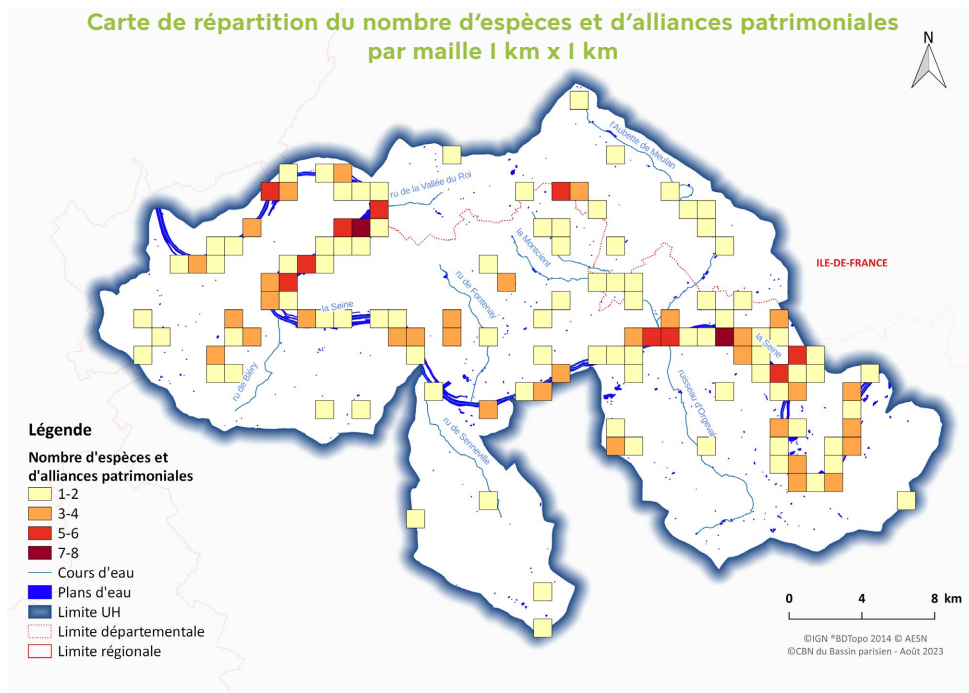 Carte de répartition du nombre d’espèces et d’alliances patrimoniales
par maille 1 km x 1 km
N
l'Aubette de Meulan
ru de la Vallée du Roi
la Montcient
ILE-DE-FRANCE
ru de Fontenay
la Seine
la Seine
ru de Bléry
ruisseau d'Orgeval
ru de Senneville
Légende
Nombre d'espèces et
d'alliances patrimoniales
1-2
3-4
5-6
7-8
Cours d'eau
Plans d'eau
Limite UH
Limite départementale
Limite régionale
0 4 8 km
©IGN ®BDTopo 2014 © AESN
©CBN du Bassin parisien - Août 2023